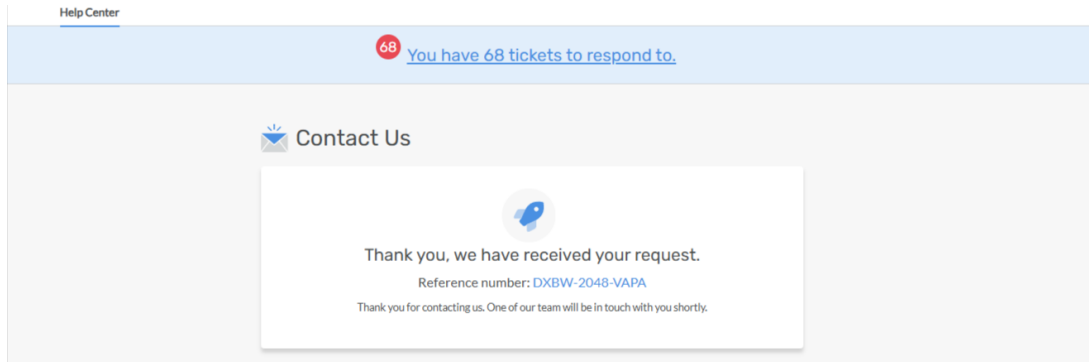 Help Center
68
You have 68 tickets to respond to.
Contact Us
Thank you, we have received your request.
Reference number: DXBW-2048-VAPA
Thank you for contacting us. One of our team will be in touch with you shortly.